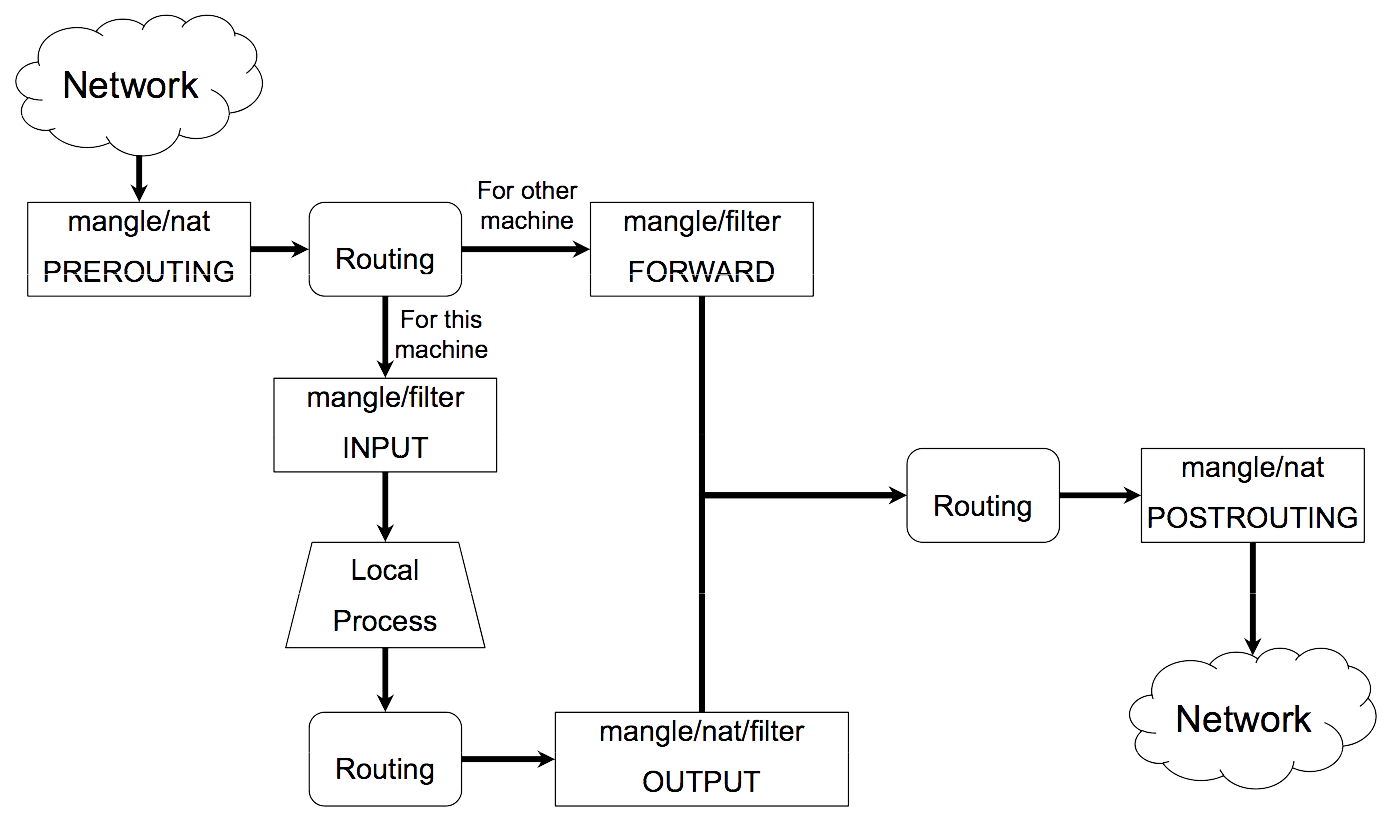 Network
mangle/nat
PREROUTING
Routing
For other
machine
mangle/filter
FORWARD
For this
machine
mangle/filter
INPUT
Local
Process
Routing
mangle/nat/filter
OUTPUT
Routing
mangle/nat
POSTROUTING
Network